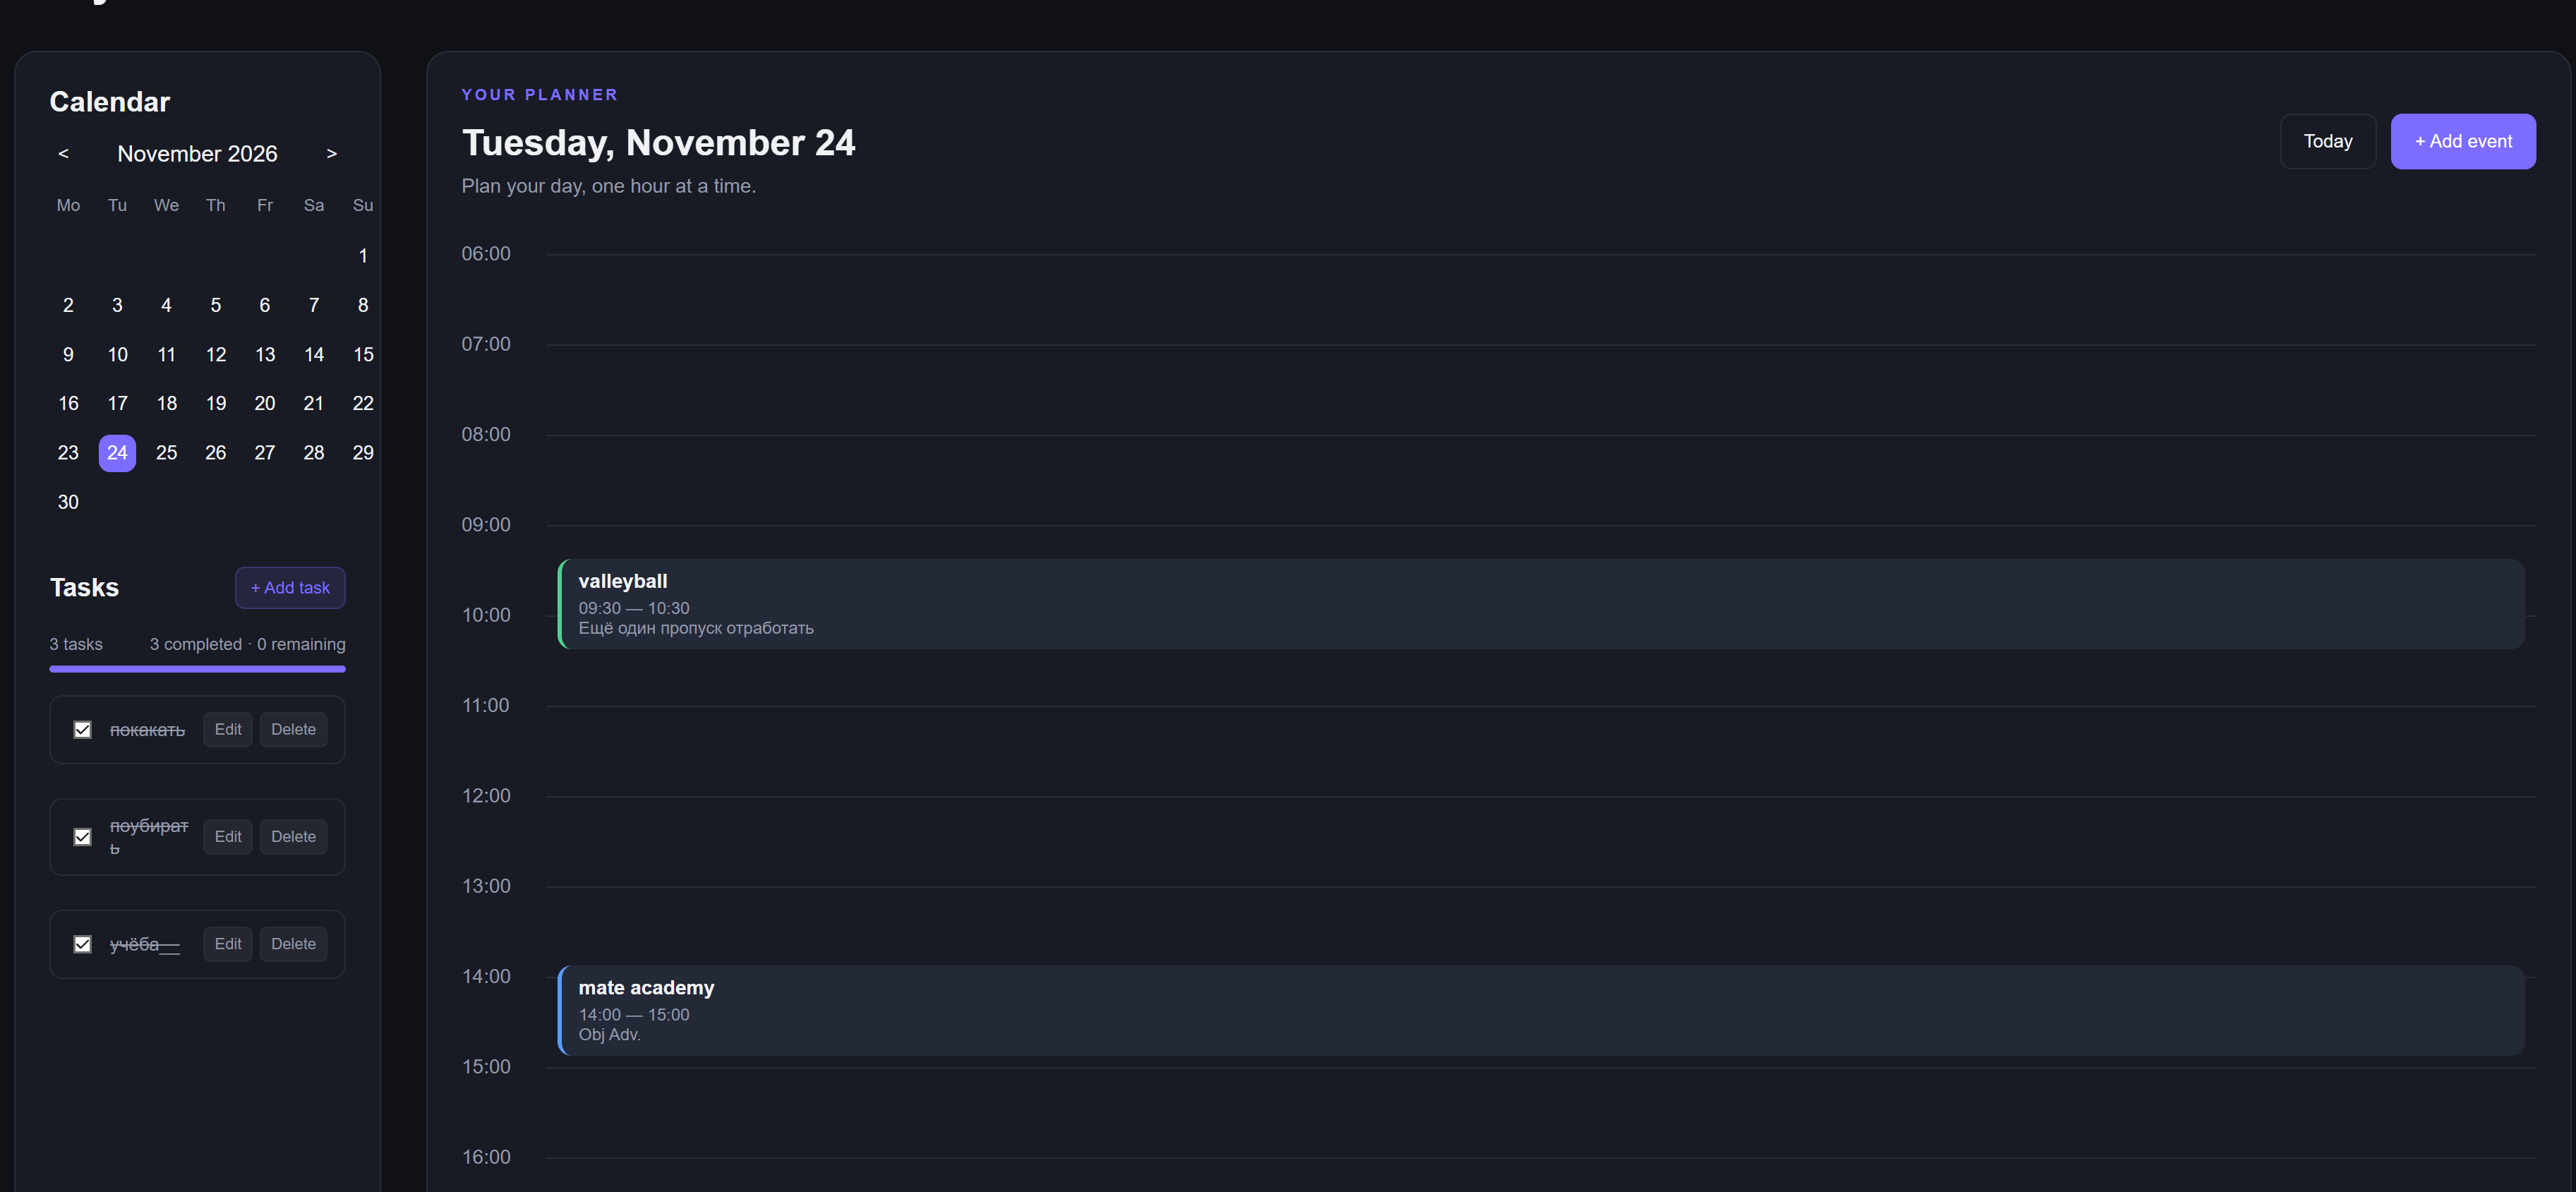 Calendar
< November 2026 >
Mo Tu We Th Fr Sa Su
1
2 3 4 5 6 7 8
9 10 11 12 13 14 15
16 17 18 19 20 21 22
23 24 25 26 27 28 29
30
Tasks
+ Add task
3 tasks 3 completed · 0 remaining
покакать Edit Delete
поубират
ь
Edit Delete
учёба__ Edit Delete
YOUR PLANNER
Tuesday, November 24
Plan your day, one hour at a time.
Today
+ Add event
06:00
07:00
08:00
09:00
valleyball
09:30 — 10:30
10:00
Ещё один пропуск отработать
11:00
12:00
13:00
14:00
mate academy
14:00 — 15:00
Obj Adv.
15:00
16:00